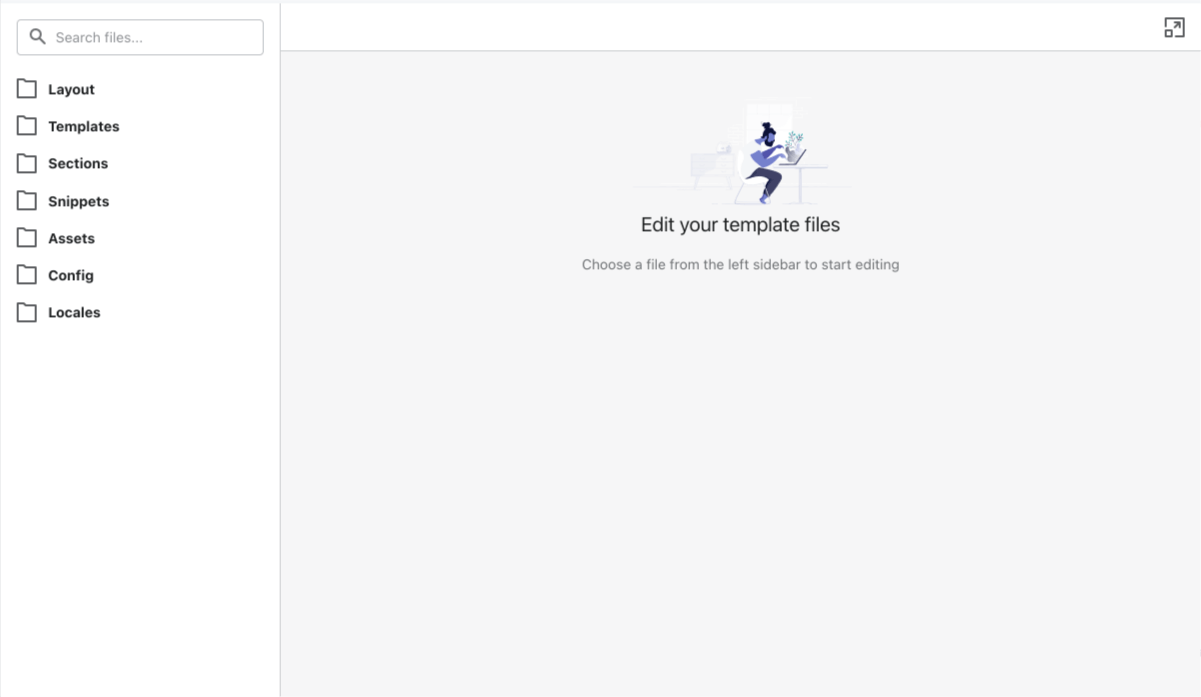 Search files...
Layout
Templates
Sections
Snippets
Assets
Config
Locales
Edit your template files
Choose a file from the left sidebar to start editing